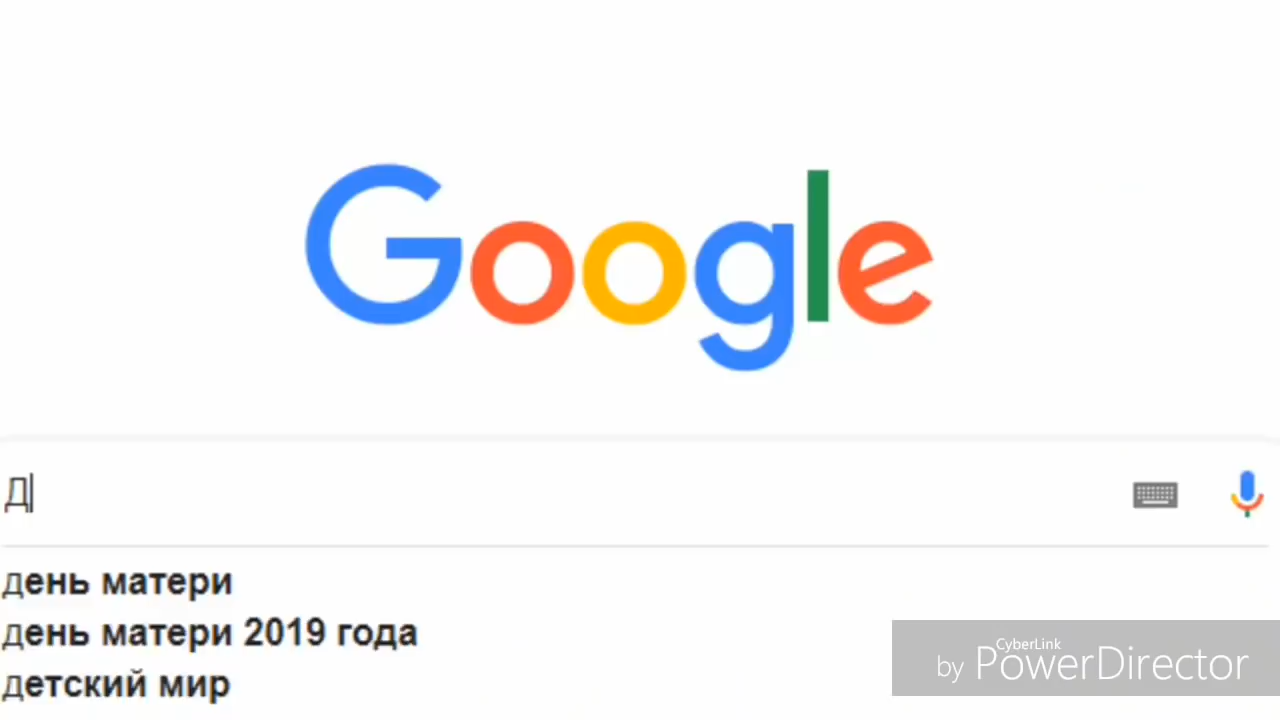 Google
Д
день матери
день матери 2019 года
детский мир
CyberLink
by PowerDirector